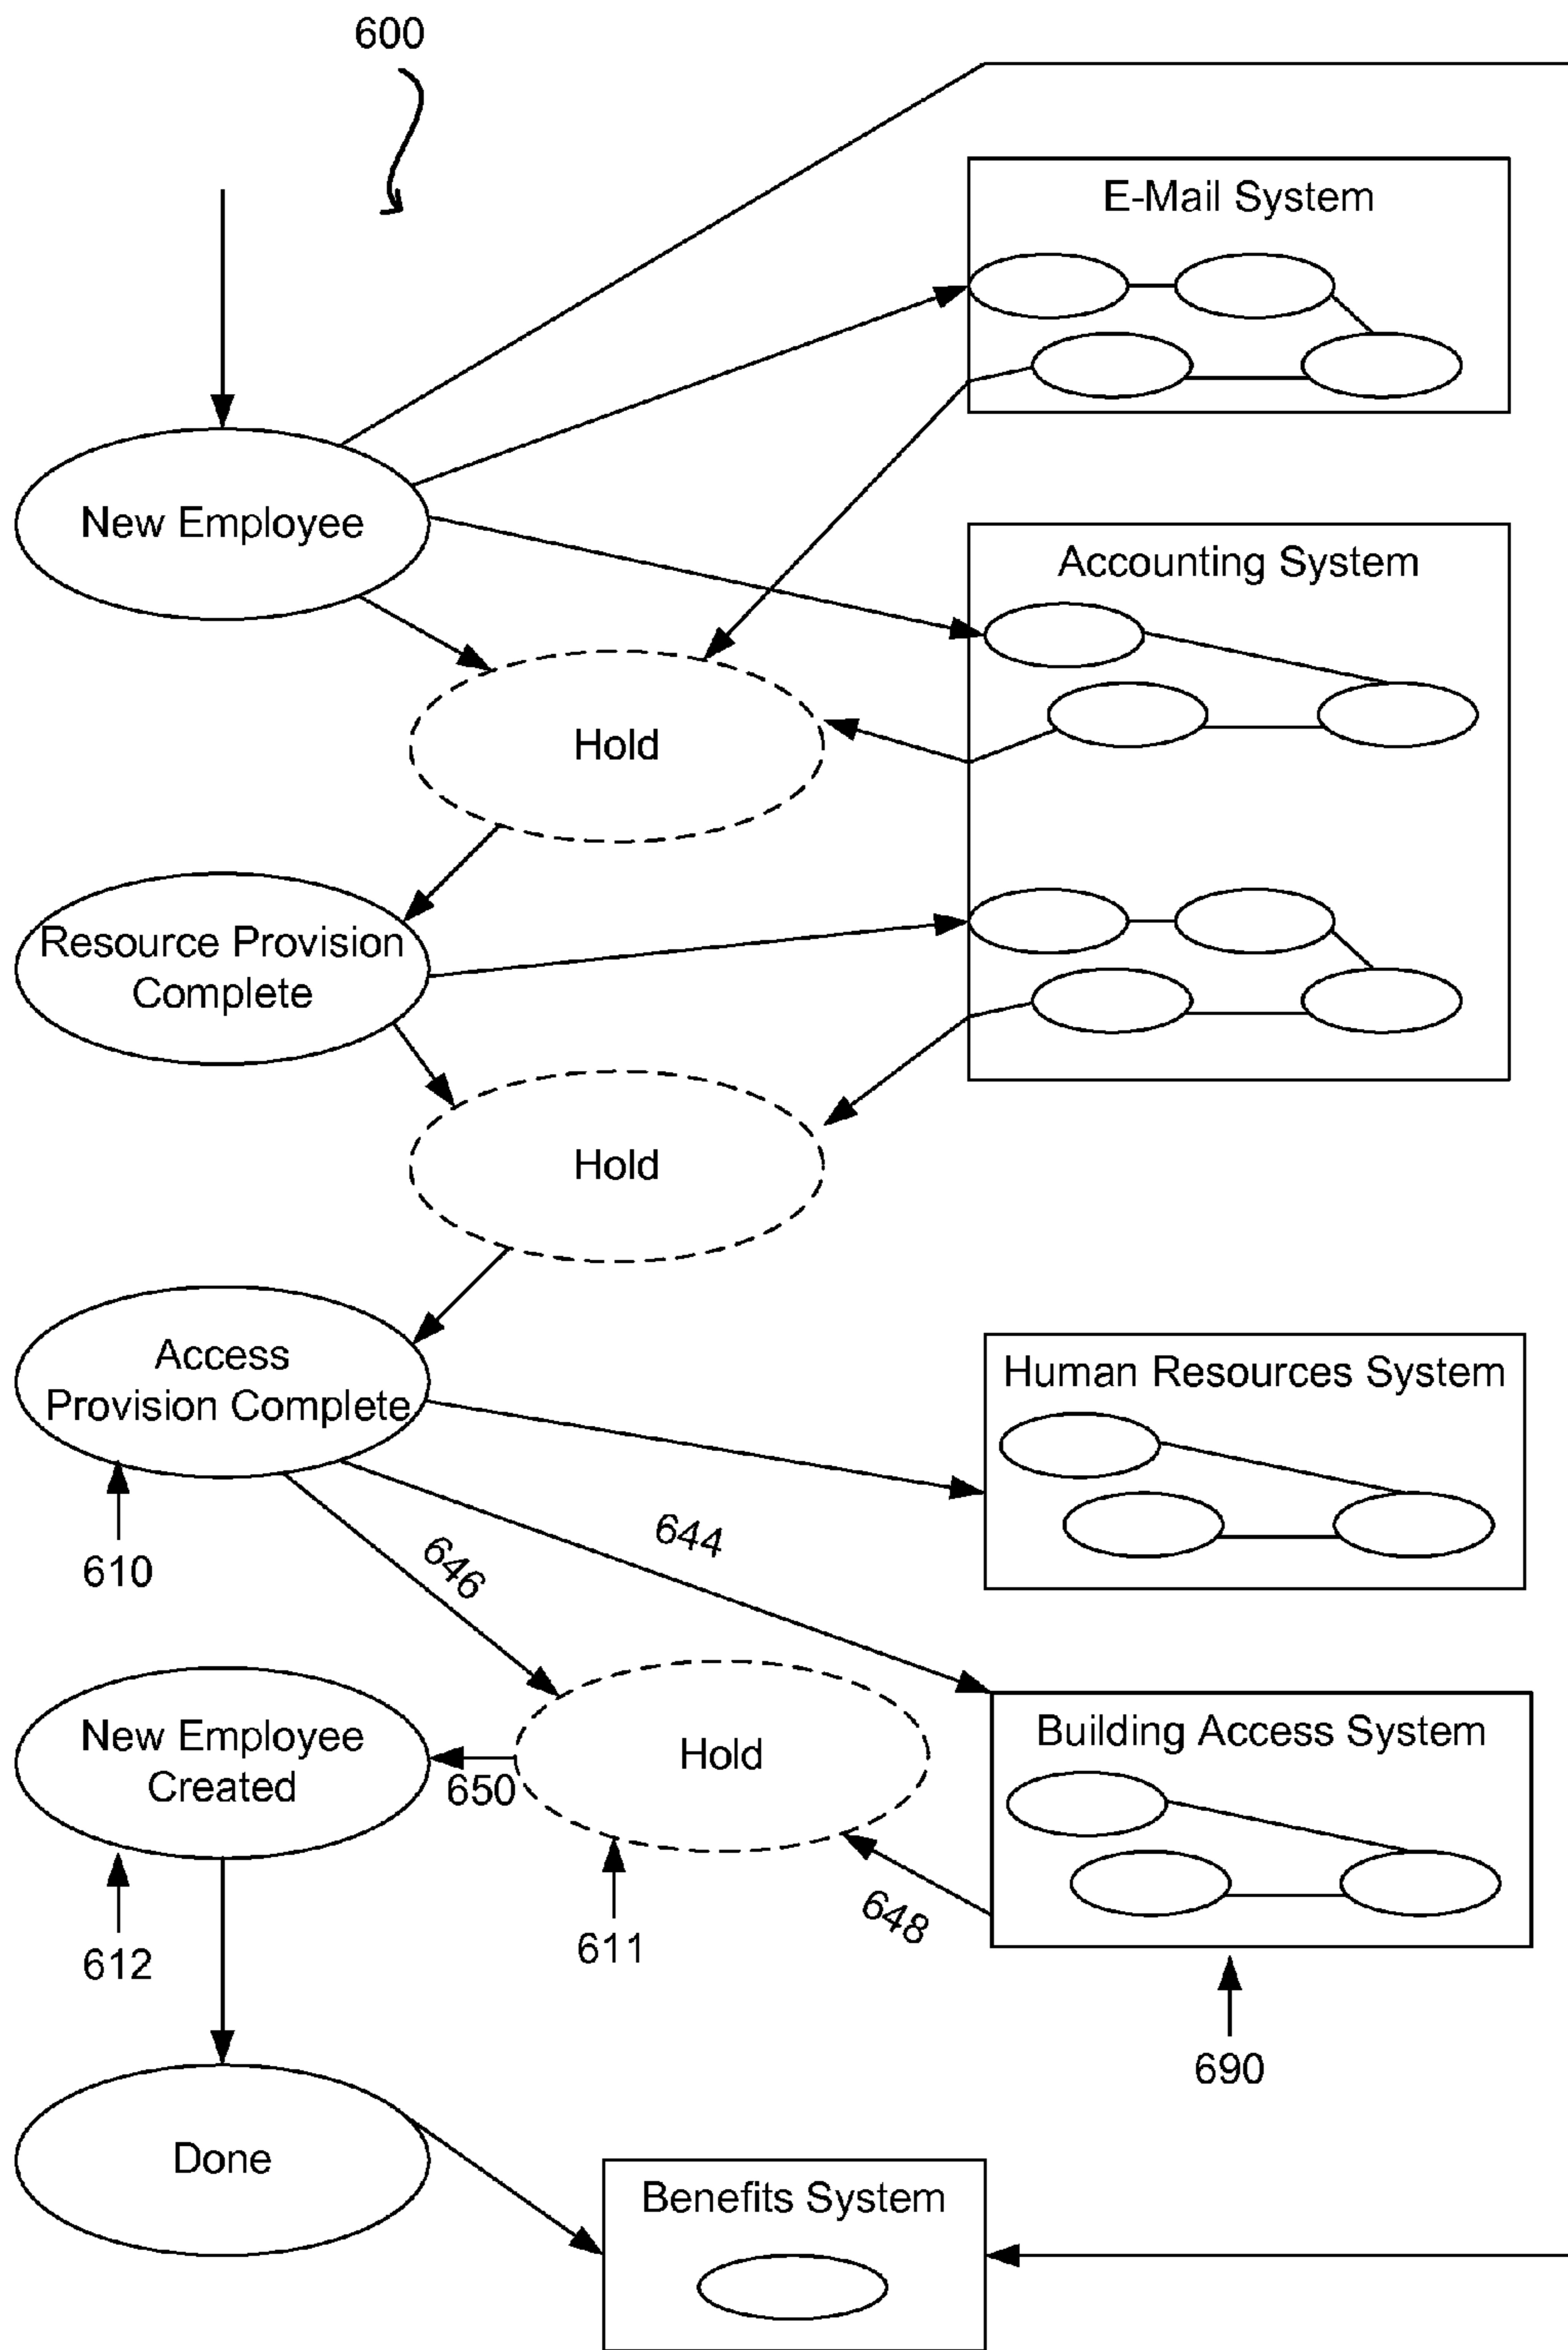 600
E-Mail System
New Employee
Accounting System
Hold
Resource Provision
Complete
Hold
Access
Provision Complete
Human Resources System
610
646
644
New Employee
Created
650
Hold
Building Access System
612
611
648
690
Done
Benefits System